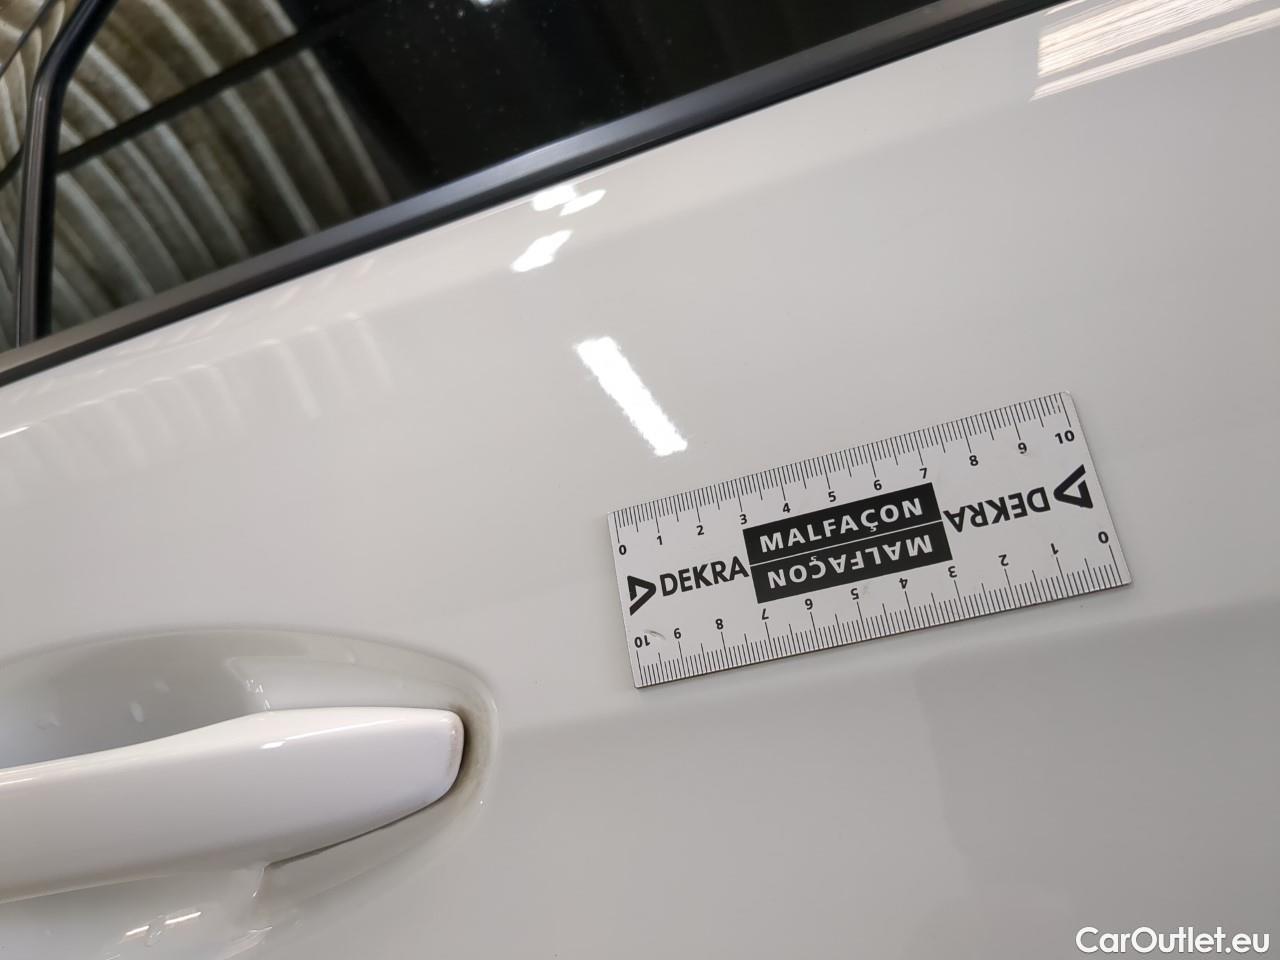 0 1 2 3 4 5 6 7 8 9 10
DEKRA MALFAÇON DEKRA
MALFAÇON
10 9 8 7 6 5 4 3 2 1 0
CarOutlet.eu